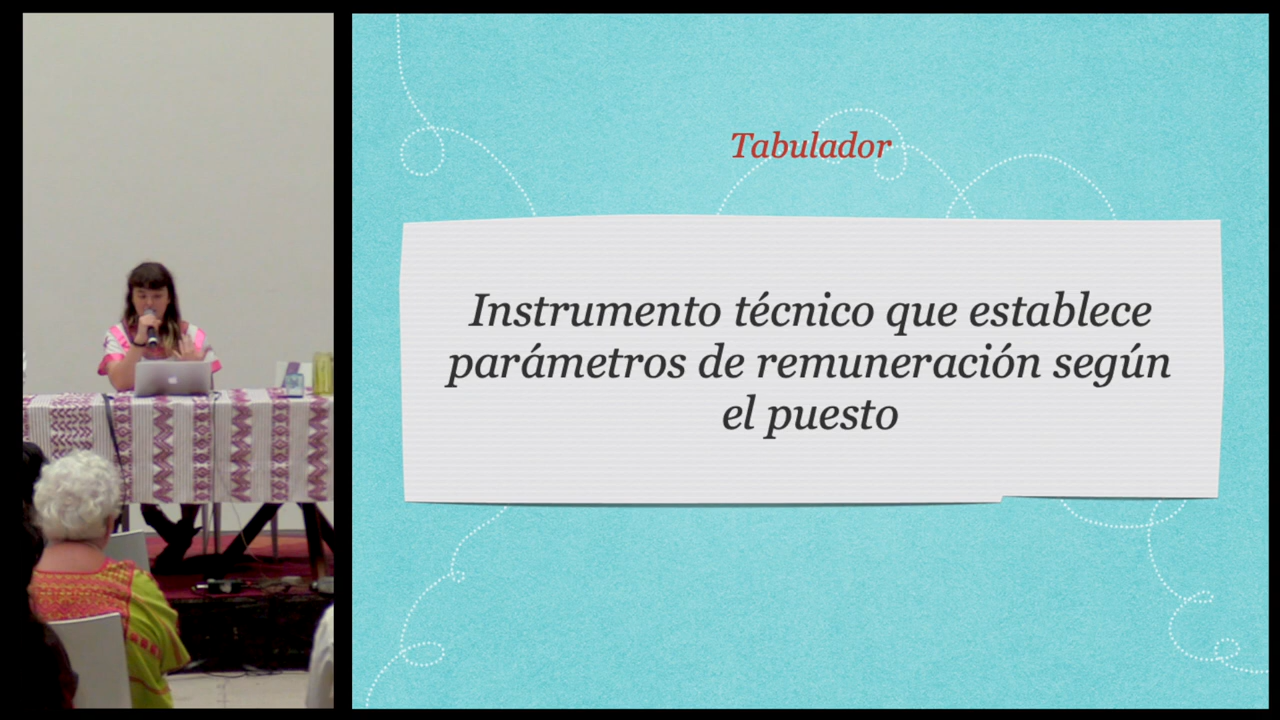 Tabulador
Instrumento técnico que establece
parámetros de remuneración según
el puesto